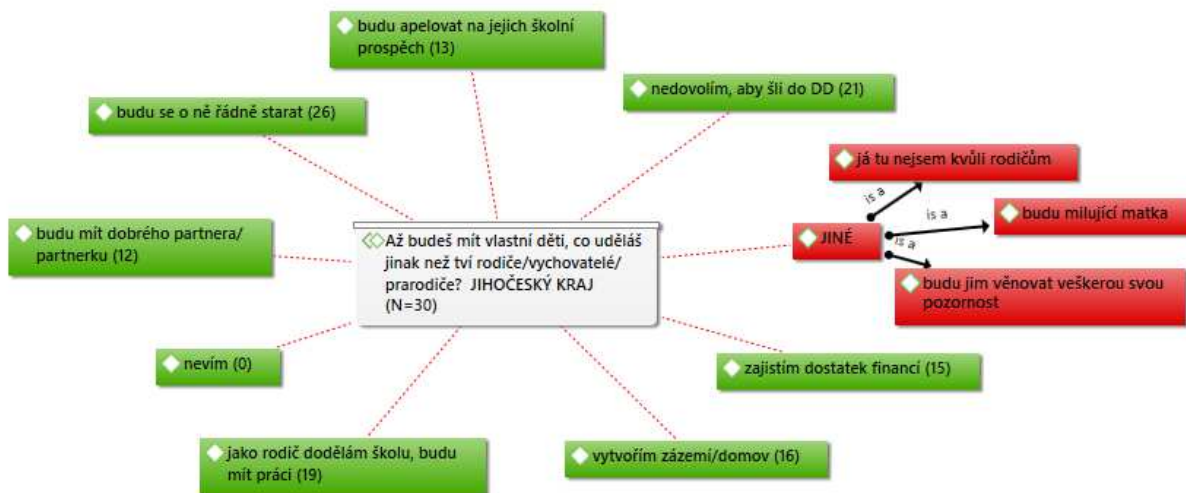 budu apelovat na jejich školní
prospěch (13)
nedovolím, aby šli do DD (21)
budu se o ně řádně starat (26)
já tu nejsem kvůli rodičům
is a
is a
budu milující matka
JINÉ
is a
budu jim věnovat veškerou svou
pozornost
budu mít dobrého partnera/
partnerku (12)
Až budeš mít vlastní děti, co uděláš
jinak než tví rodiče/vychovatelé/
prarodiče? JIHOČESKÝ KRAJ
(N=30)
nevím (0)
zajistím dostatek financí (15)
jako rodič dodělám školu, budu
mít práci (19)
vytvořím zázemí/domov (16)